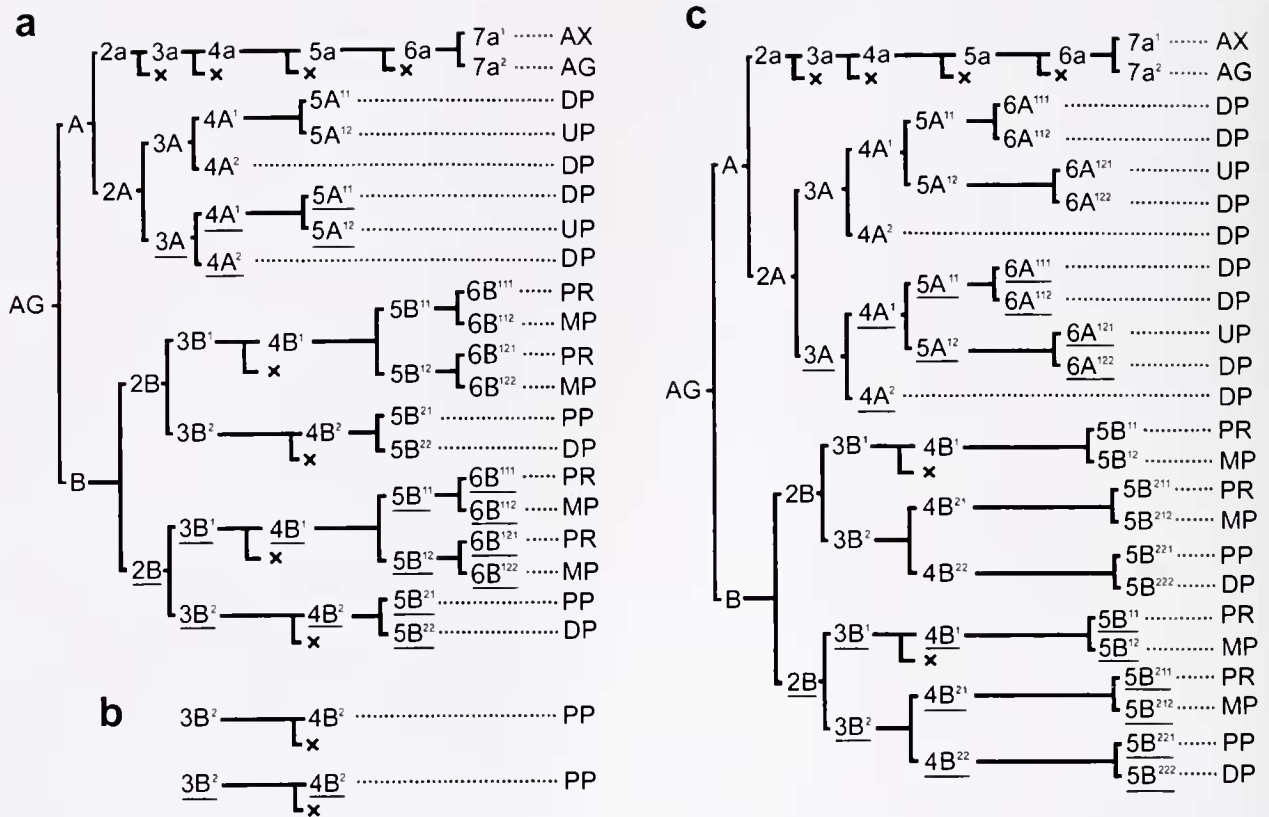 a
2a 3a 4a 5a 6a 7a¹ AX
x x x x 7a² AG
5A¹¹ DP
4A¹
A 3A 5A¹² UP
4A² DP
2A 5A¹¹ DP
4A¹
5A¹² UP
3A
4A² DP
AG 6B¹¹¹ PR
5B¹¹
6B¹¹² MP
3B¹ 4B¹
x 6B¹²¹ PR
5B¹²
2B 6B¹²² MP
5B²¹ PP
3B² 4B²
x 5B²² DP
B 6B¹¹¹ PR
5B¹¹
6B¹¹² MP
3B¹ 4B¹
x 6B¹²¹ PR
5B¹²
2B 6B¹²² MP
5B²¹ PP
3B² 4B²
x 5B²² DP
b
3B² 4B² PP
x
3B² 4B² PP
x
c
2a 3a 4a 5a 6a 7a¹ AX
x x x x 7a² AG
6A¹¹¹ DP
5A¹¹
6A¹¹² DP
4A¹
A 6A¹²¹ UP
5A¹²
3A 6A¹²² DP
4A² DP
2A 6A¹¹¹ DP
5A¹¹
6A¹¹² DP
4A¹
6A¹²¹ UP
5A¹²
3A 6A¹²² DP
AG 4A² DP
5B¹¹ PR
3B¹ 4B¹
x 5B¹² MP
2B 5B²¹¹ PR
4B²¹
5B²¹² MP
3B²
5B²²¹ PP
4B²²
5B²²² DP
B
5B¹¹ PR
3B¹ 4B¹
x 5B¹² MP
2B 5B²¹¹ PR
4B²¹
5B²¹² MP
3B²
5B²²¹ PP
4B²²
5B²²² DP